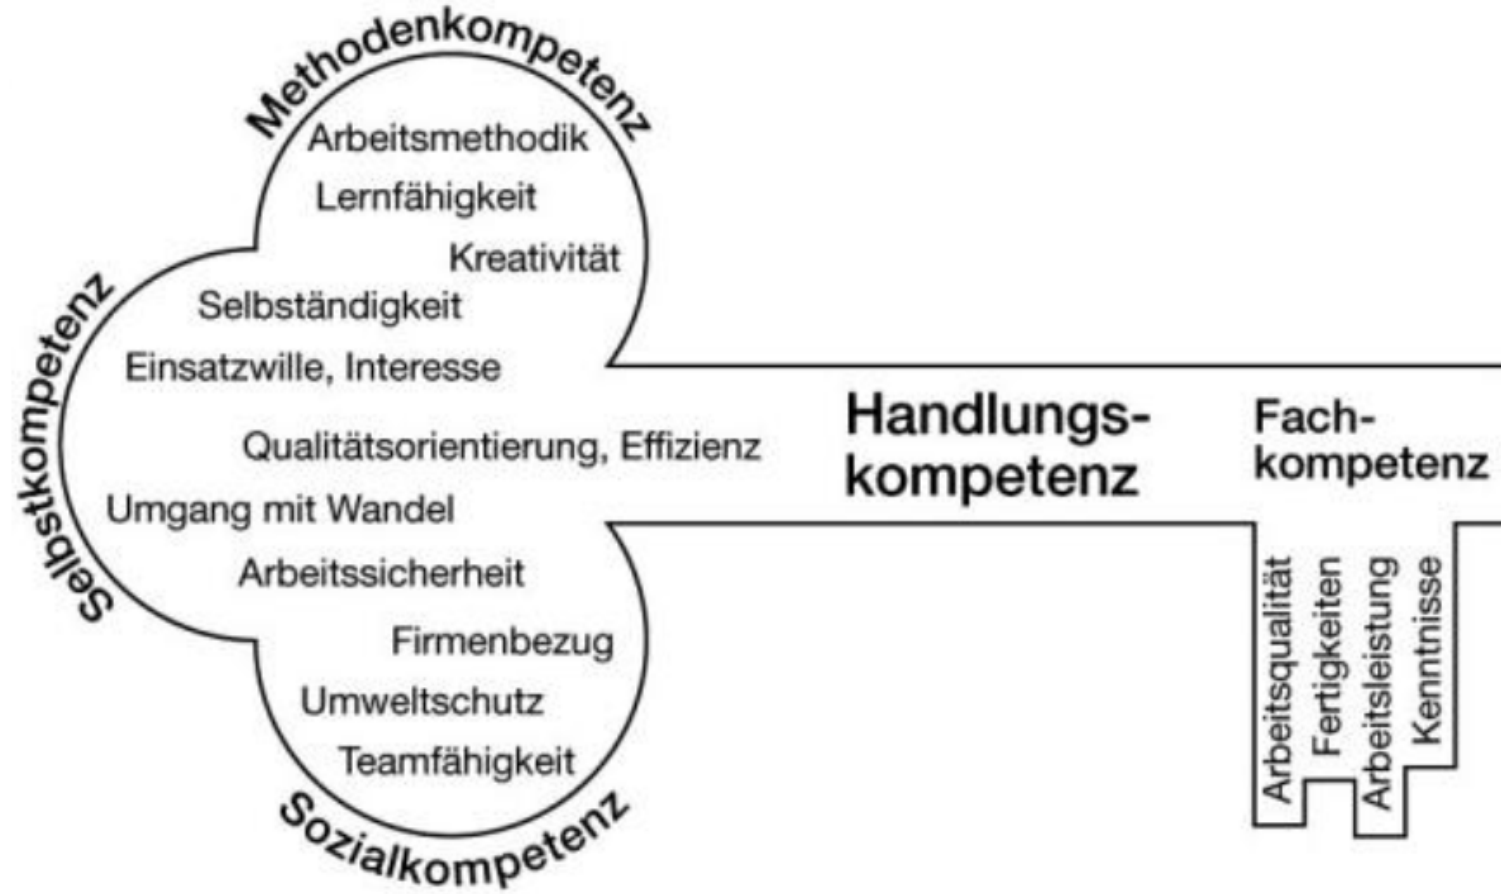 Methodenkompetenz
Arbeitsmethodik
Lernfähigkeit
Kreativität
Selbstkompetenz
Selbständigkeit
Einsatzwille, Interesse
Qualitätsorientierung, Effizienz
Umgang mit Wandel
Arbeitssicherheit
Firmenbezug
Umweltschutz
Teamfähigkeit
Sozialkompetenz
Handlungs-
kompetenz
Fach-
kompetenz
Arbeitsqualität
Fertigkeiten
Arbeitsleistung
Kenntnisse